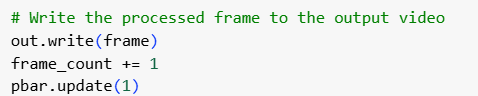 # Write the processed frame to the output video
out.write(frame)
frame_count += 1
pbar.update(1)